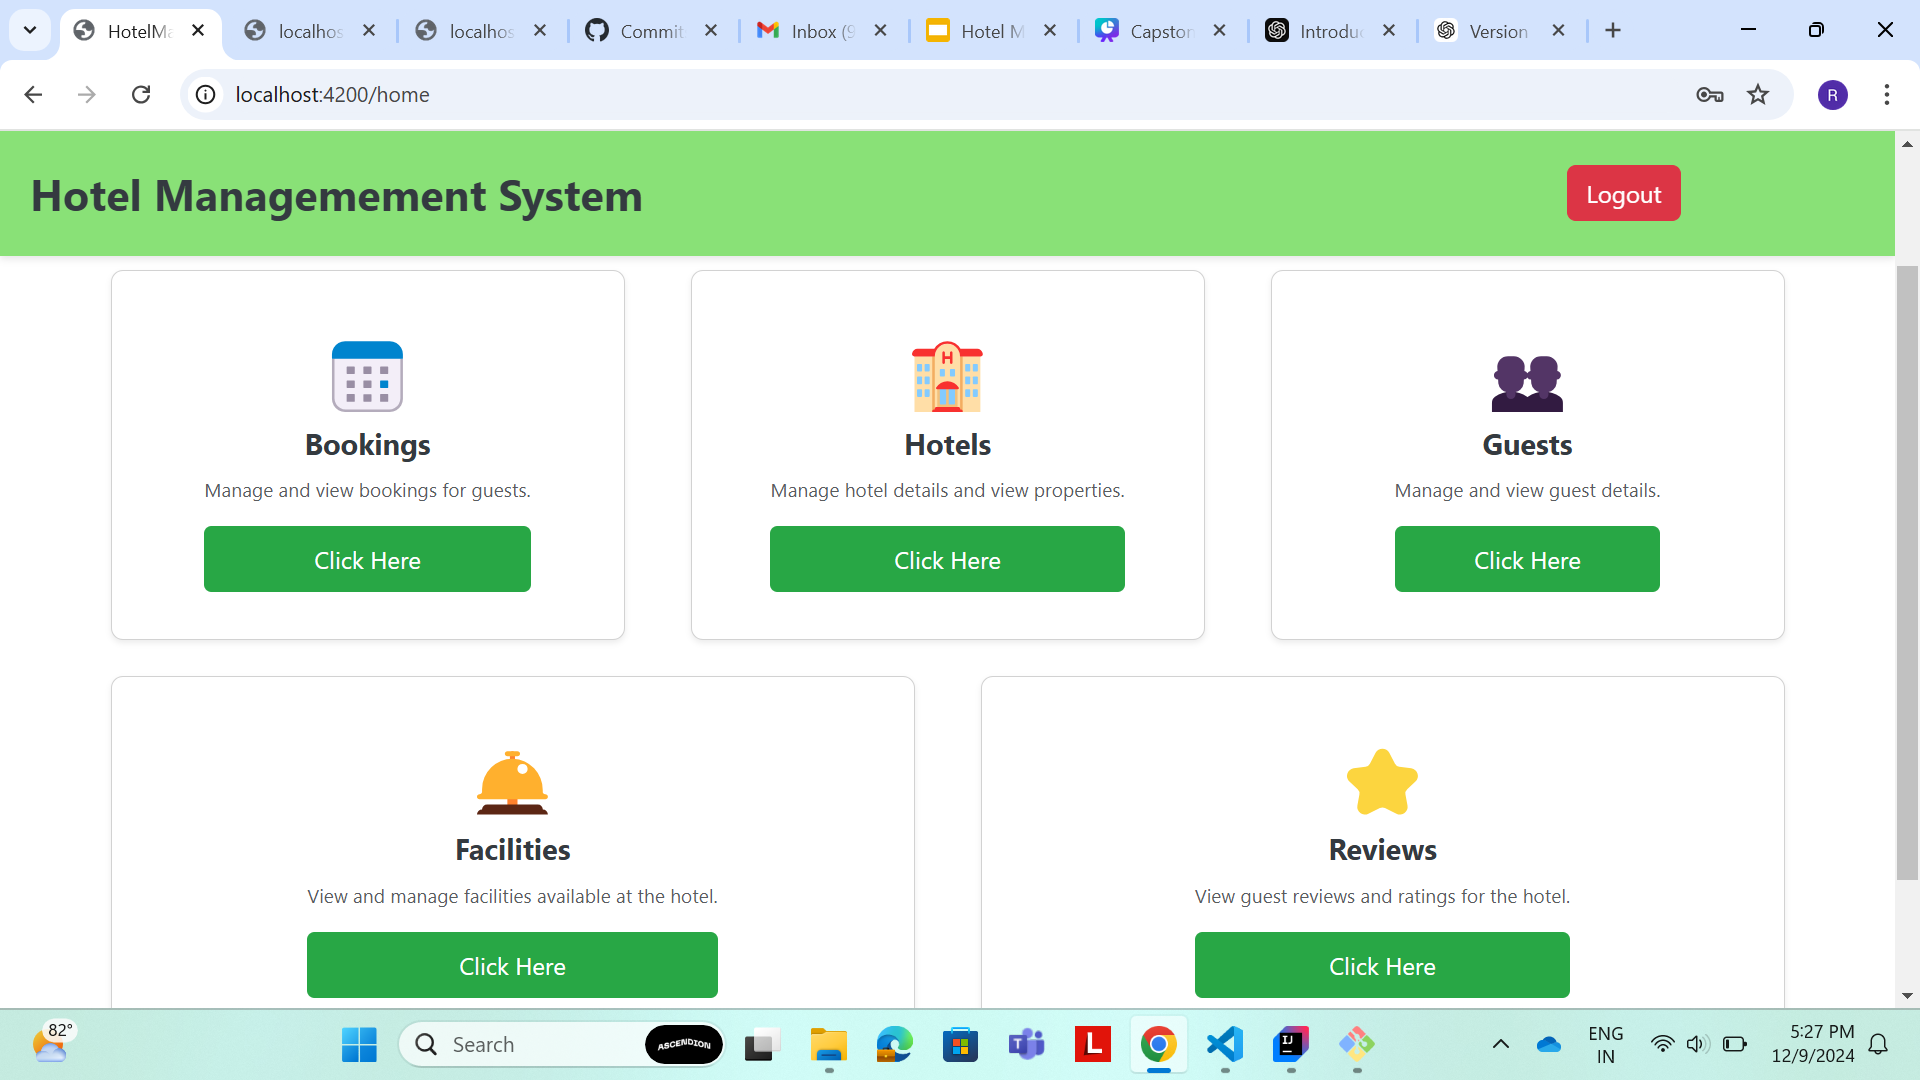 HotelMa
localhos
localhos
Commit
Inbox (9
Hotel M
Capston
Introduc
Version
localhost:4200/home
R
Hotel Managemement System
Logout
H
Bookings
Hotels
Guests
Manage and view bookings for guests.
Manage hotel details and view properties.
Manage and view guest details.
Click Here
Click Here
Click Here
Facilities
Reviews
View and manage facilities available at the hotel.
View guest reviews and ratings for the hotel.
Click Here
Click Here
82°
Search
ASCENDION
T
L
IJ
ENG
IN
5:27 PM
12/9/2024